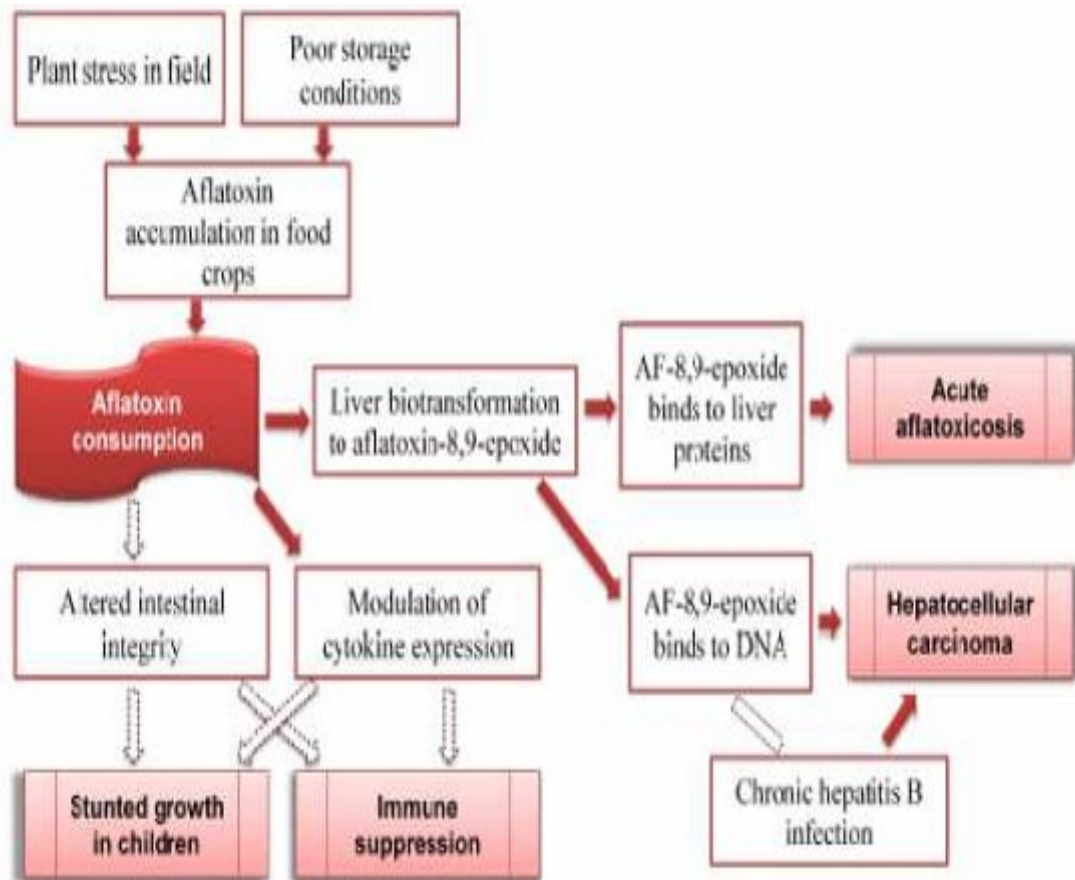 Plant stress in field
Poor storage
conditions
Aflatoxin
accumulation in food
crops
Aflatoxin
consumption
Liver biotransformation
to aflatoxin-8,9-epoxide
AF-8,9-epoxide
binds to liver
proteins
Acute
aflatoxicosis
Altered intestinal
integrity
Modulation of
cytokine expression
AF-8,9-epoxide
binds to DNA
Hepatocellular
carcinoma
Stunted growth
in children
Immune
suppression
Chronic hepatitis B
infection